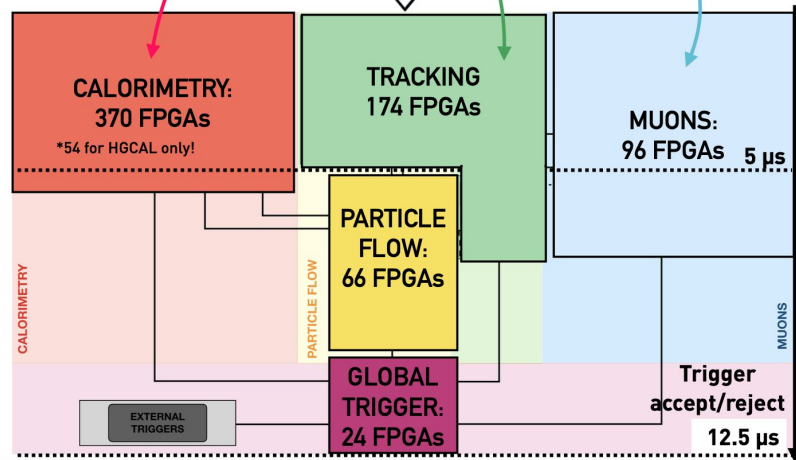 CALORIMETRY:
370 FPGAs
*54 for HGCAL only!
TRACKING
174 FPGAs
MUONS:
96 FPGAs
5 µs
PARTICLE
FLOW:
66 FPGAs
CALORIMETRY
PARTICLE FLOW
MUONS
GLOBAL
TRIGGER:
24 FPGAs
EXTERNAL
TRIGGERS
Trigger
accept/reject
12.5 µs